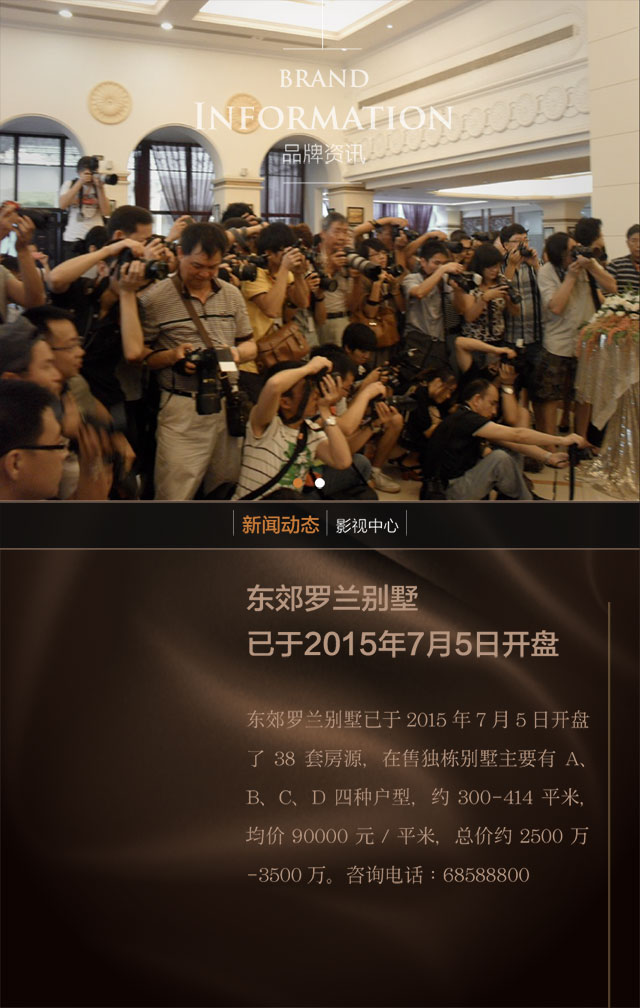 BRAND
INFORMATION
品牌资讯
新闻动态
影视中心
东郊罗兰别墅
已于2015年7月5日开盘
东郊罗兰别墅已于 2015 年 7 月 5 日开盘
了 38 套房源，在售独栋别墅主要有 A、
B、C、D 四种户型，约 300-414 平米，
均价 90000 元 / 平米，总价约 2500 万
-3500 万。咨询电话：68588800